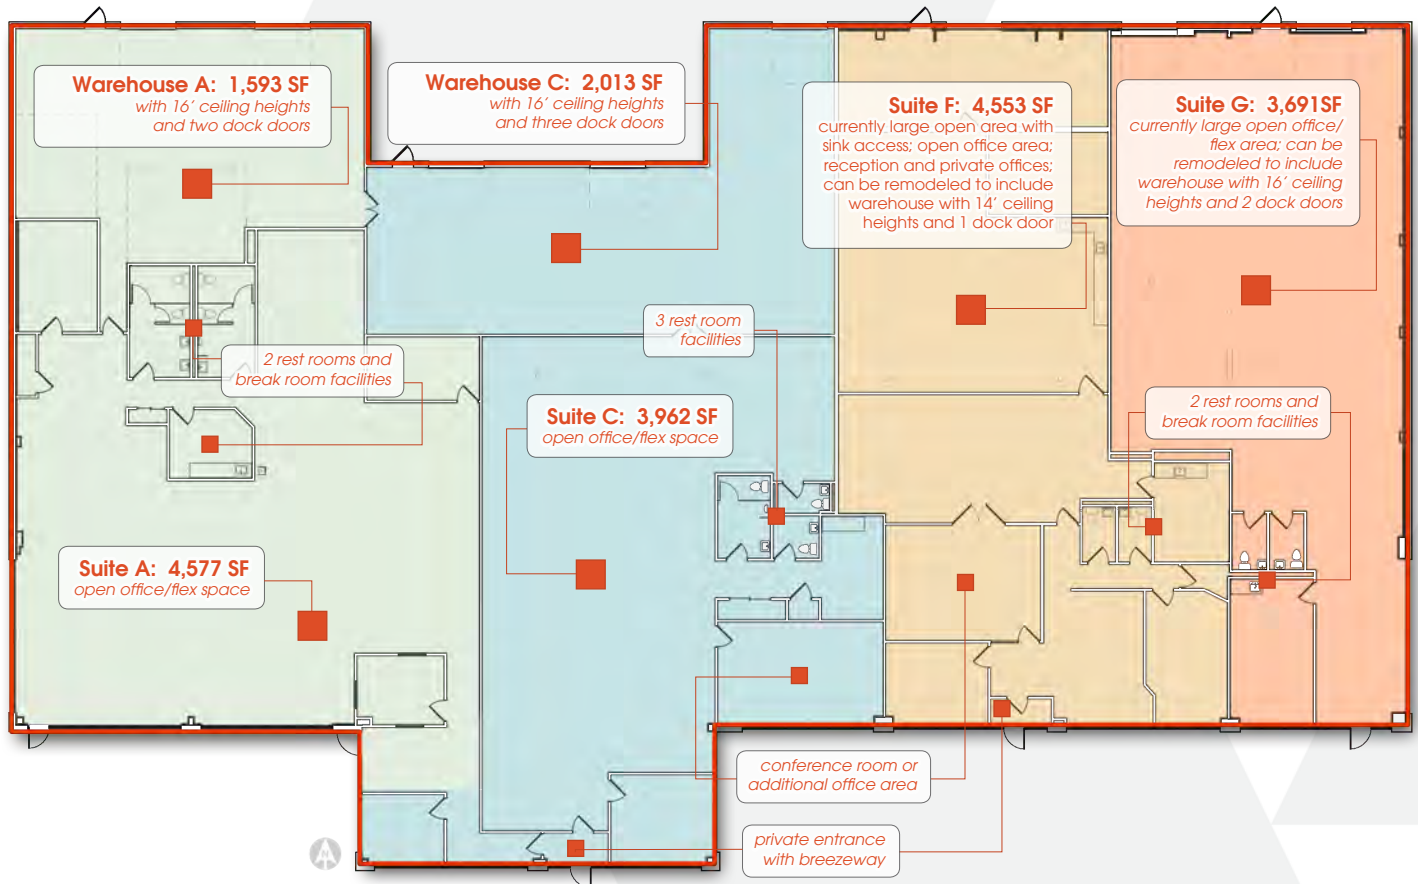 Warehouse A: 1,593 SF
with 16' ceiling heights
and two dock doors
Warehouse C: 2,013 SF
with 16' ceiling heights
and three dock doors
Suite F: 4,553 SF
currently large open area with
sink access; open office area;
reception and private offices;
can be remodeled to include
warehouse with 14' ceiling
heights and 1 dock door
Suite G: 3,691SF
currently large open office/
flex area; can be
remodeled to include
warehouse with 16' ceiling
heights and 2 dock doors
2 rest rooms and
break room facilities
3 rest room
facilities
Suite C: 3,962 SF
open office/flex space
2 rest rooms and
break room facilities
Suite A: 4,577 SF
open office/flex space
conference room or
additional office area
private entrance
with breezeway